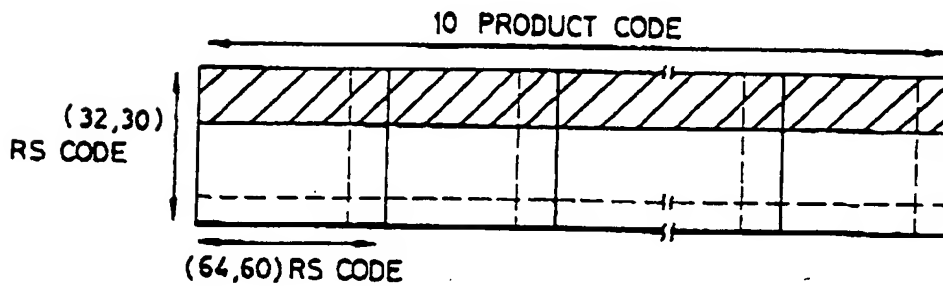 10 PRODUCT CODE
(32,30)
RS CODE
(64,60) RS CODE